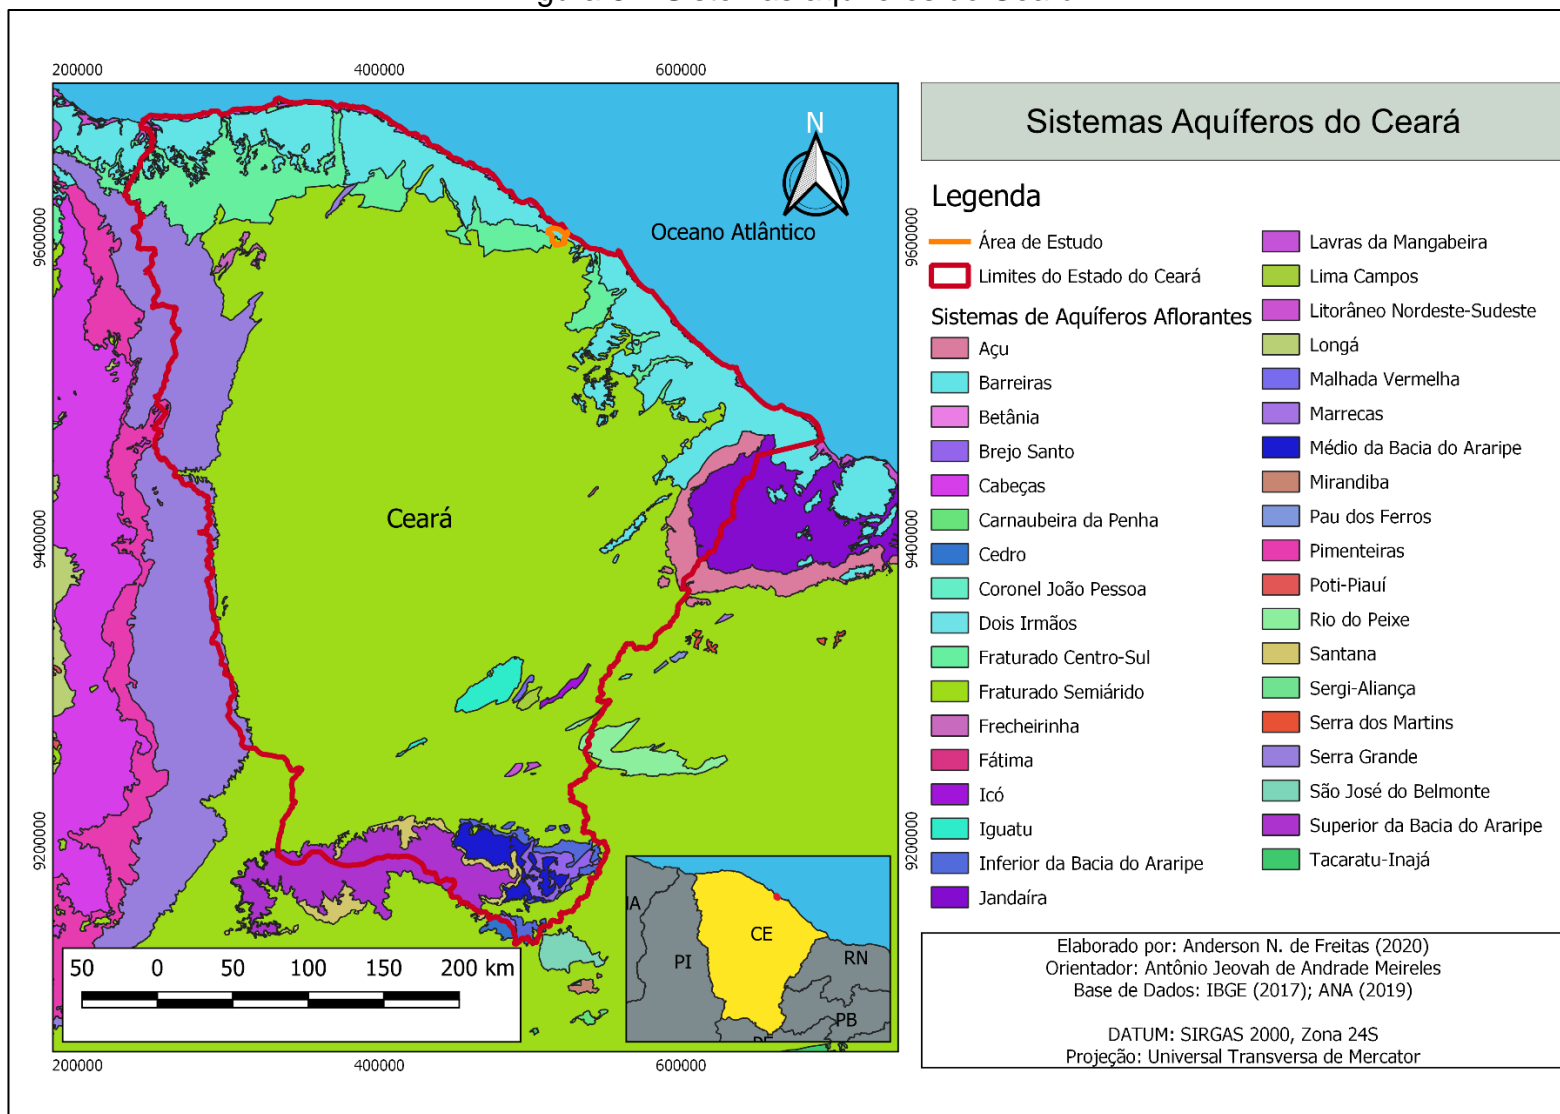 200000 400000 600000
Sistemas Aquíferos do Ceará
N
Oceano Atlântico
Ceará
9600000 9600000
9400000 9400000
9200000 9200000
Legenda
Área de Estudo
Limites do Estado do Ceará
Sistemas de Aquíferos Aflorantes
Açu
Barreiras
Betânia
Brejo Santo
Cabeças
Carnaubeira da Penha
Cedro
Coronel João Pessoa
Dois Irmãos
Fraturado Centro-Sul
Fraturado Semiárido
Frecheirinha
Fátima
Icó
Iguatu
Inferior da Bacia do Araripe
Jandaíra
Lavras da Mangabeira
Lima Campos
Litorâneo Nordeste-Sudeste
Longá
Malhada Vermelha
Marrecas
Médio da Bacia do Araripe
Mirandiba
Pau dos Ferros
Pimenteiras
Poti-Piauí
Rio do Peixe
Santana
Sergi-Aliança
Serra dos Martins
Serra Grande
São José do Belmonte
Superior da Bacia do Araripe
Tacaratu-Inajá
50 0 50 100 150 200 km
CE
PI
RN
PB
200000 400000 600000
Elaborado por: Anderson N. de Freitas (2020)
Orientador: Antônio Jeovah de Andrade Meireles
Base de Dados: IBGE (2017); ANA (2019)
DATUM: SIRGAS 2000, Zona 24S
Projeção: Universal Transversa de Mercator